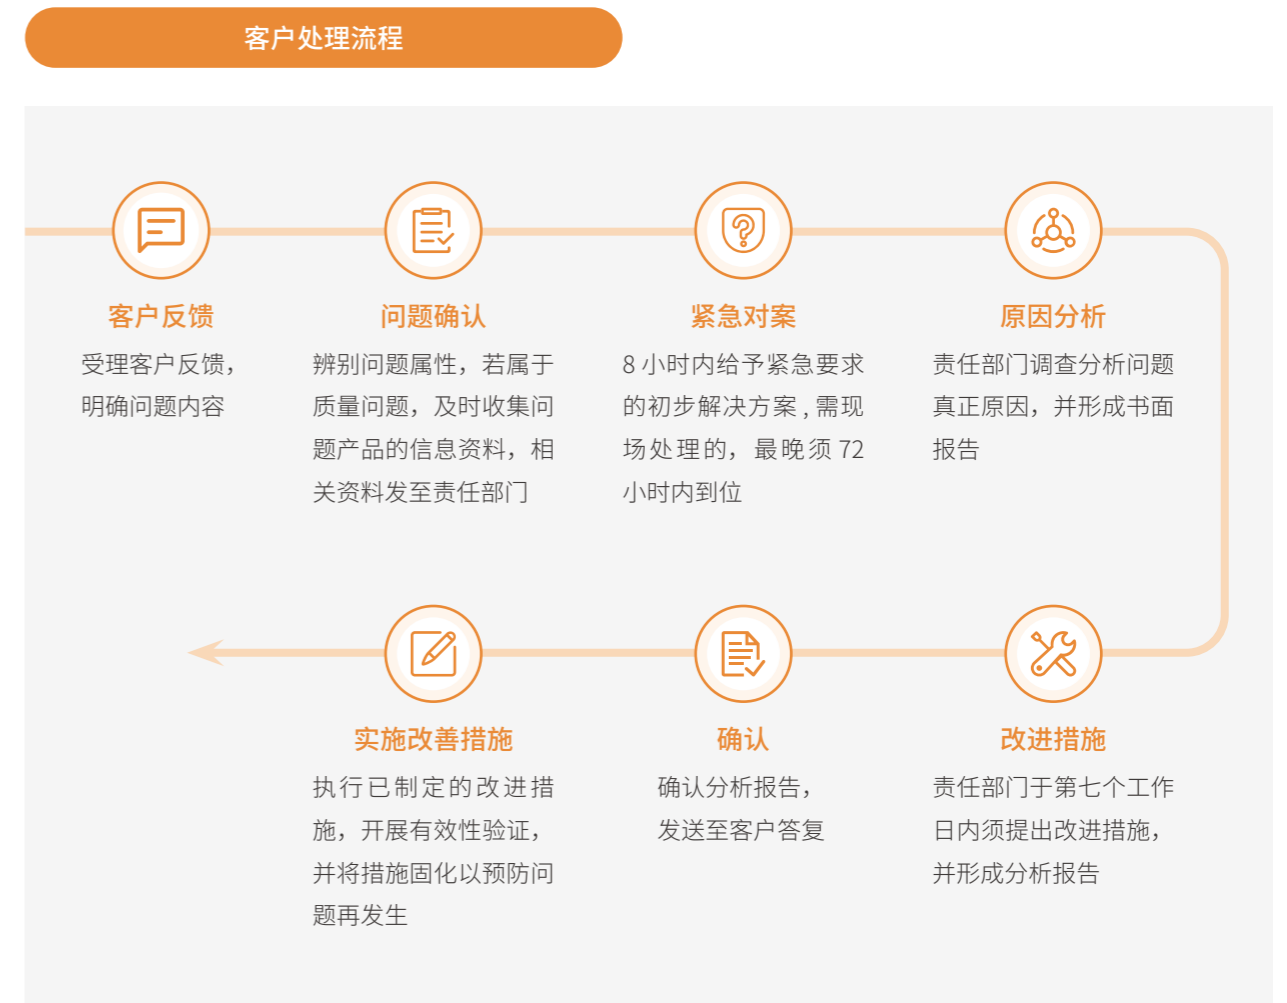 客户处理流程
客户反馈
受理客户反馈，
明确问题内容
问题确认
辨别问题属性，若属于
质量问题，及时收集问
题产品的信息资料，相
关资料发至责任部门
紧急对案
8 小时内给予紧急要求
的初步解决方案 , 需现
场处理的，最晚须 72
小时内到位
原因分析
责任部门调查分析问题
真正原因，并形成书面
报告
改进措施
责任部门于第七个工作
日内须提出改进措施，
并形成分析报告
确认
确认分析报告，
发送至客户答复
实施改善措施
执行已制定的改进措
施，开展有效性验证，
并将措施固化以预防问
题再发生